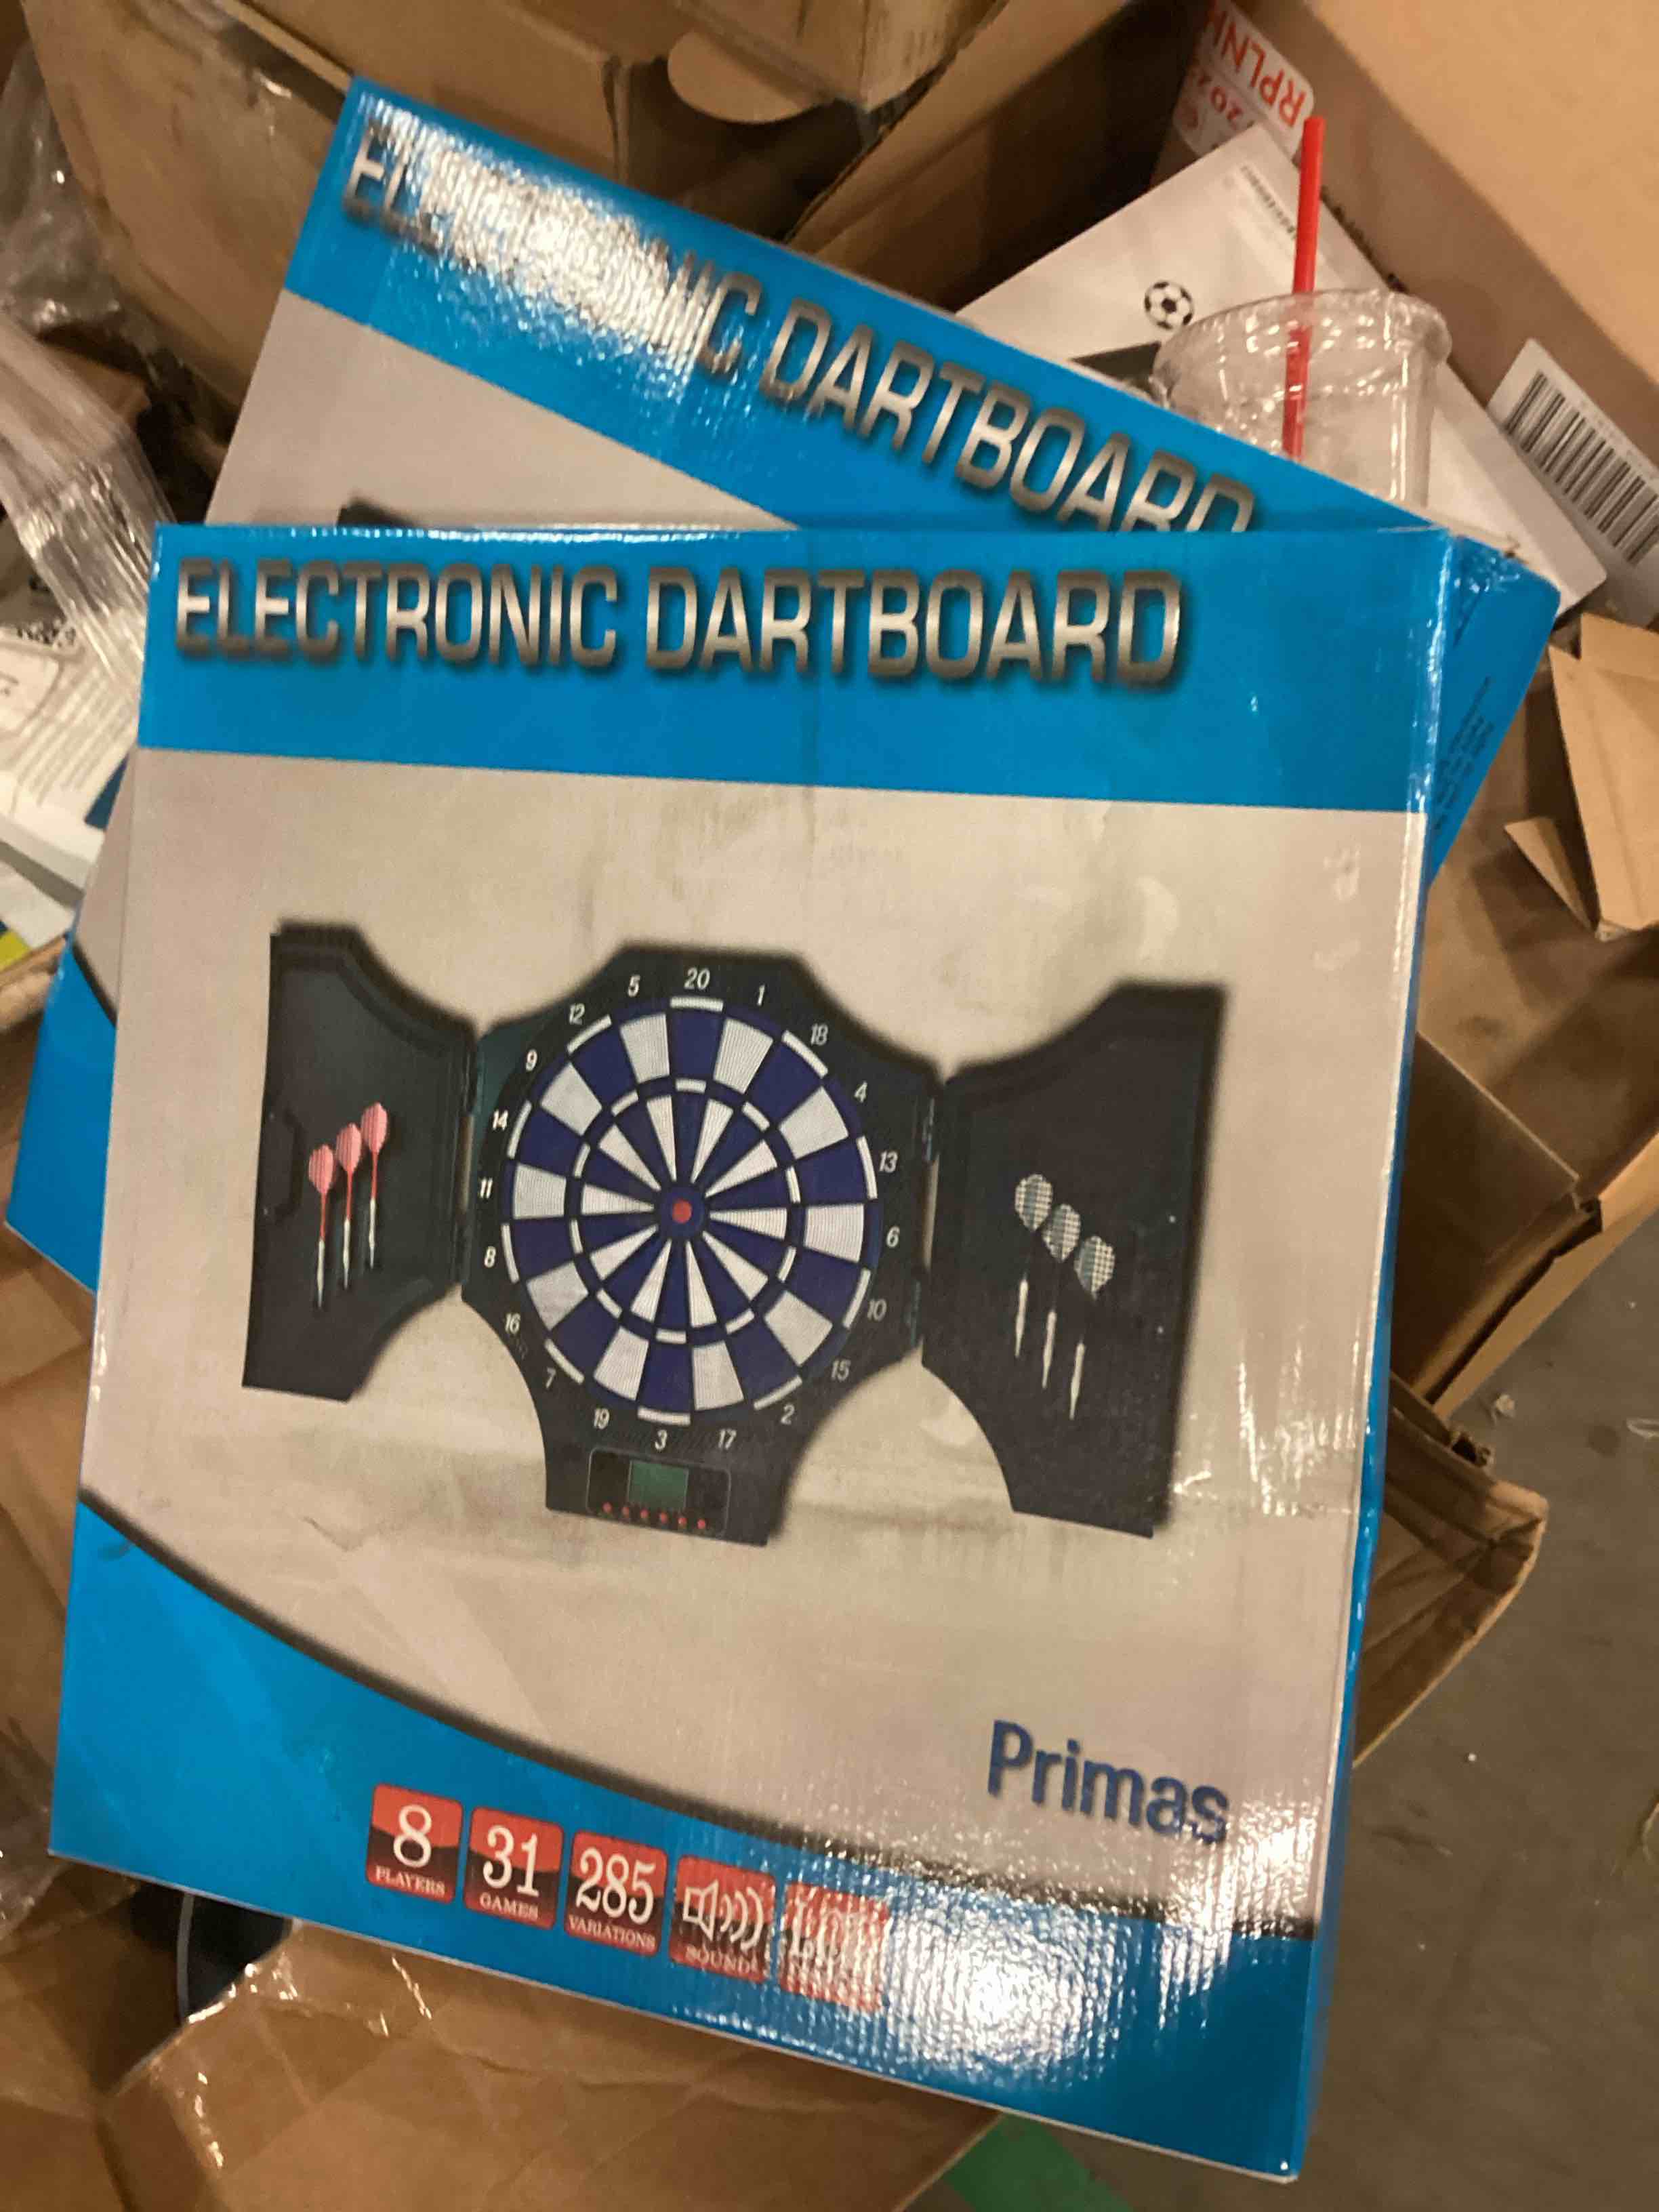 RPLNI
ELECTRONIC DARTBOARD
ELECTRONIC DARTBOARD
5 20 1
12 18
9 4
14 13
11 6
8 10
16 15
7 2
19 3 17
Primas
8 31 285
PLAYERS GAMES VARIATIONS SOUND